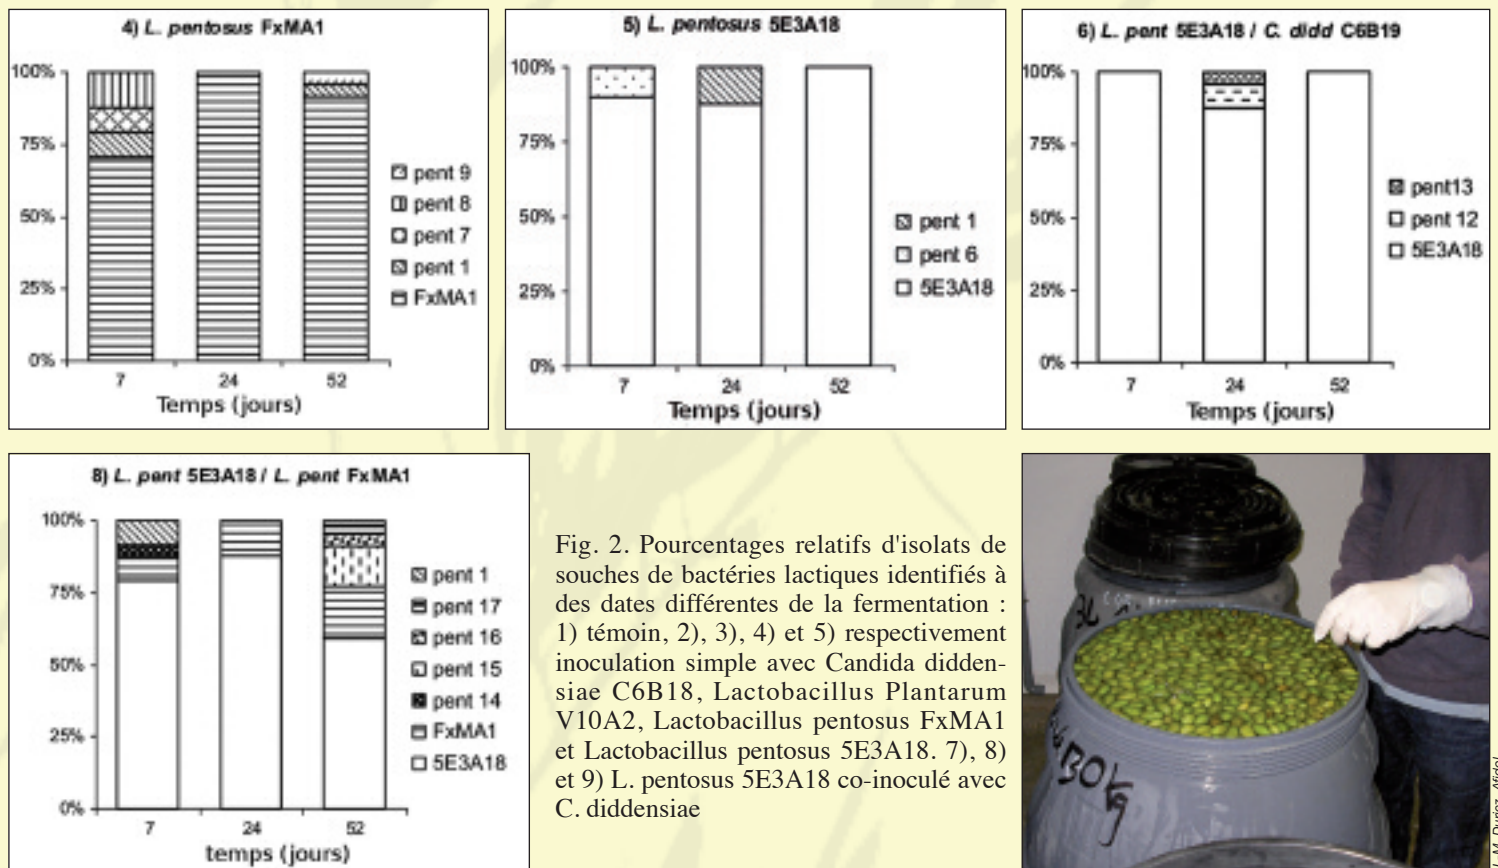 4) L. pentosus FxMA1
100%
75%
50%
25%
0%
7 24 52
Temps (jours)
pent 9
pent 8
pent 7
pent 1
FxMA1
5) L. pentosus 5E3A18
100%
75%
50%
25%
0%
7 24 52
Temps (jours)
pent 1
pent 6
5E3A18
6) L. pent 5E3A18 / C. didd C6B19
100%
75%
50%
25%
0%
7 24 52
Temps (jours)
pent13
pent 12
5E3A18
8) L. pent 5E3A18 / L. pent FxMA1
100%
75%
50%
25%
0%
7 24 52
temps (jours)
pent 1
pent 17
pent 16
pent 15
pent 14
FxMA1
5E3A18
Fig. 2. Pourcentages relatifs d'isolats de
souches de bactéries lactiques identifiés à
des dates différentes de la fermentation :
1) témoin, 2), 3), 4) et 5) respectivement
inoculation simple avec Candida didden-
siae C6B18, Lactobacillus Plantarum
V10A2, Lactobacillus pentosus FxMA1
et Lactobacillus pentosus 5E3A18. 7), 8)
et 9) L. pentosus 5E3A18 co-inoculé avec
C. diddensiae
130 kg